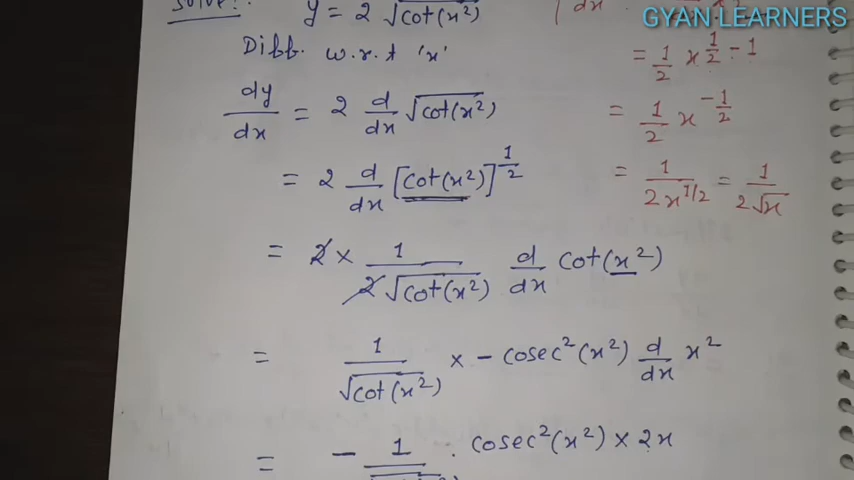 Solve:
y = 2 √cot(x²)
Diff. w.r.t 'x'
dy/dx = 2 d/dx √cot(x²)
= 2 d/dx [cot(x²)]^1/2
= 2 × 1/2√cot(x²) d/dx cot(x²)
= 1/√cot(x²) × - cosec²(x²) d/dx x²
= - 1/√ . cosec²(x²) × 2x
dx
GYAN LEARNERS
= 1/2 x^1/2 - 1
= 1/2 x^-1/2
= 1/2x^1/2 = 1/2√x